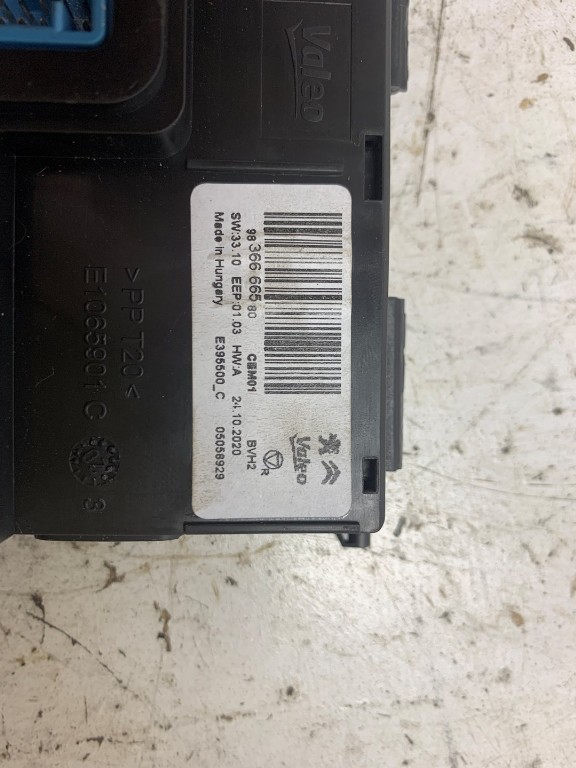 Valeo
98 366 665 80 CBM01 BVH2
SW:33.10 EEP:01.03 HW:A 24.10.2020 R
Made in Hungary E395500_C 05058929
Valeo
>PP T20<
E1065901 C 3